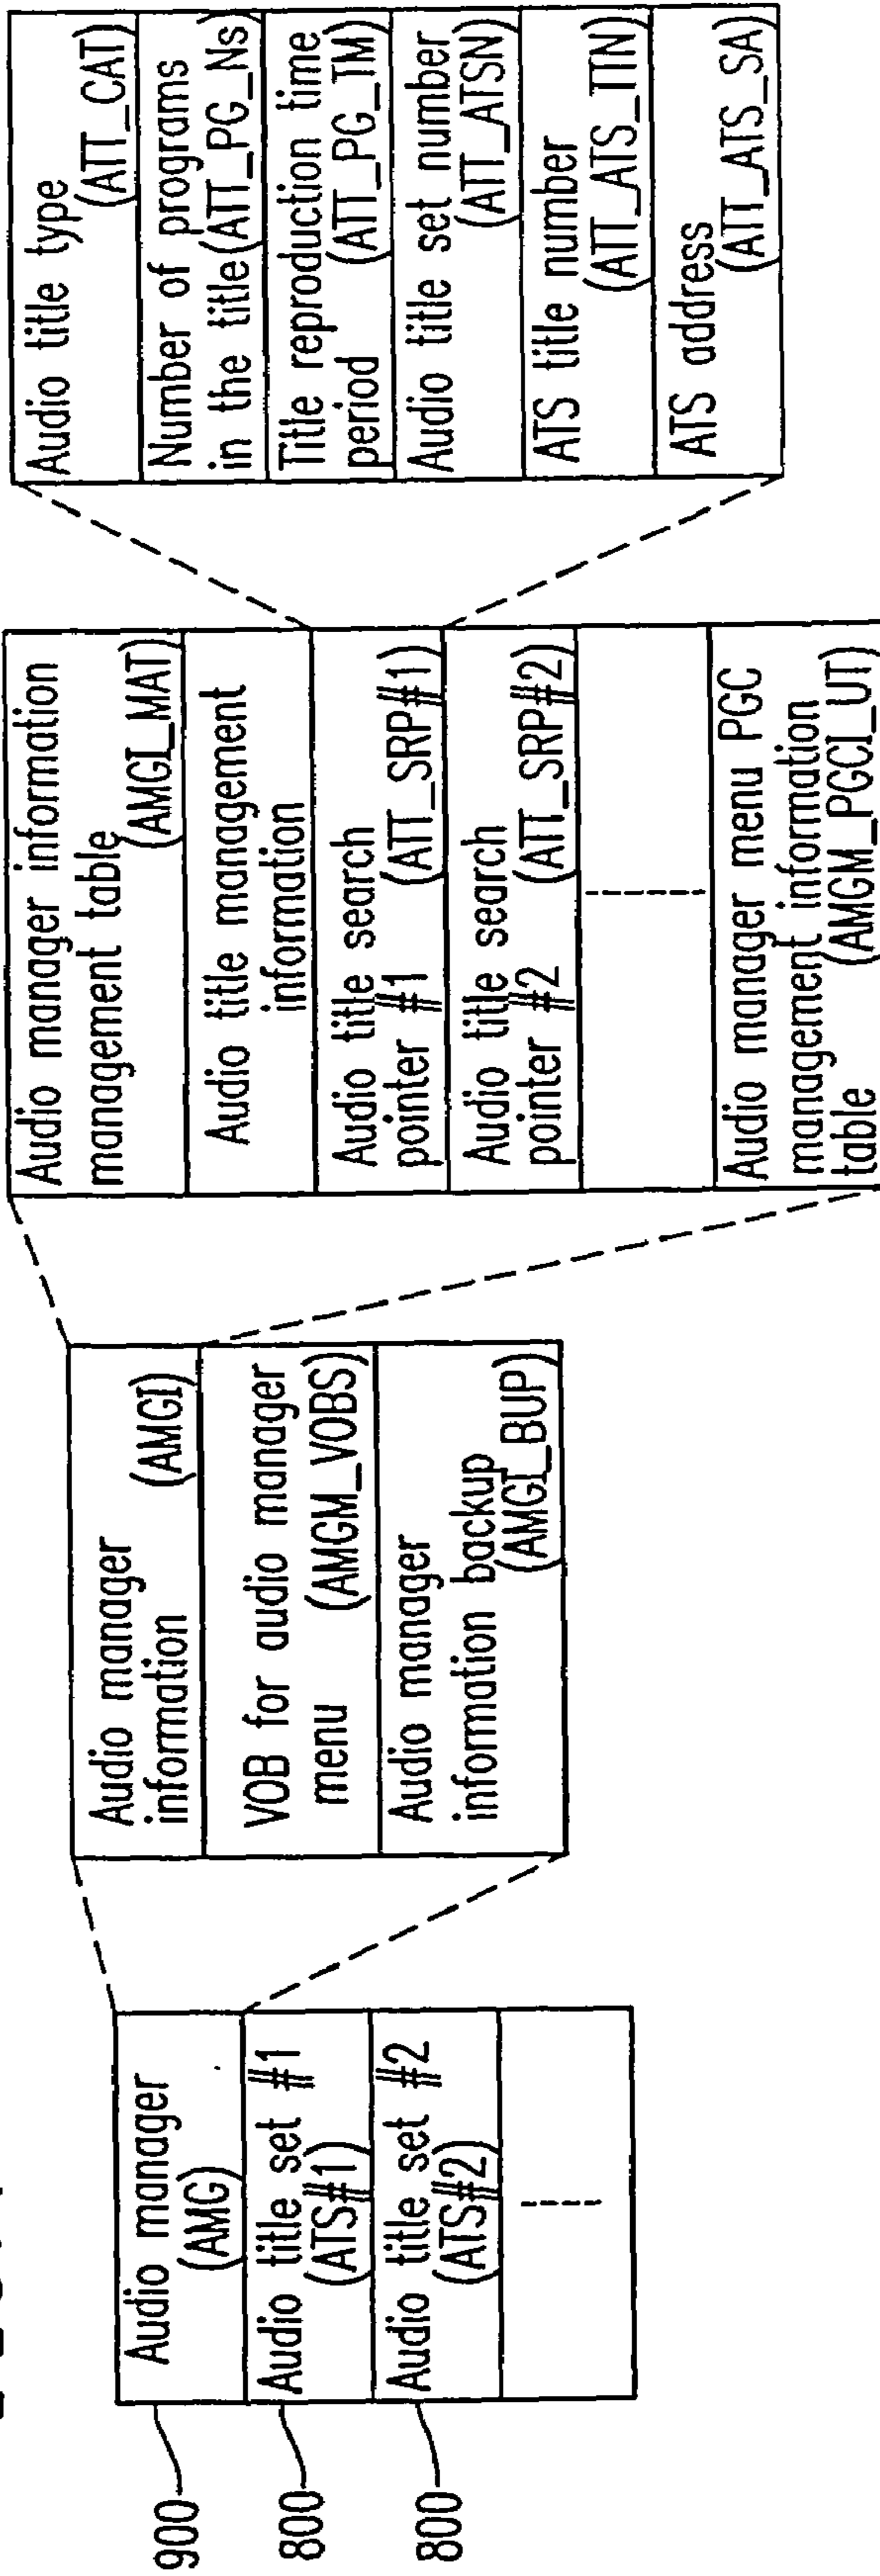 900
800
800
Audio manager
(AMG)
Audio title set #1
(ATS#1)
Audio title set #2
(ATS#2)
Audio manager
information (AMGI)
VOB for audio manager
menu (AMGM_VOBS)
Audio manager
information backup
(AMGI_BUP)
Audio manager information
management table
(AMGI_MAT)
Audio title management
information
Audio title search
pointer #1 (ATT_SRP#1)
Audio title search
pointer #2 (ATT_SRP#2)
Audio manager menu PGC
management information
table (AMGM_PGCI_UT)
Audio title type
(ATT_CAT)
Number of programs
in the title(ATT_PG_Ns)
Title reproduction time
period (ATT_PG_TM)
Audio title set number
(ATT_ATSN)
ATS title number
(ATT_ATS_TTN)
ATS address
(ATT_ATS_SA)